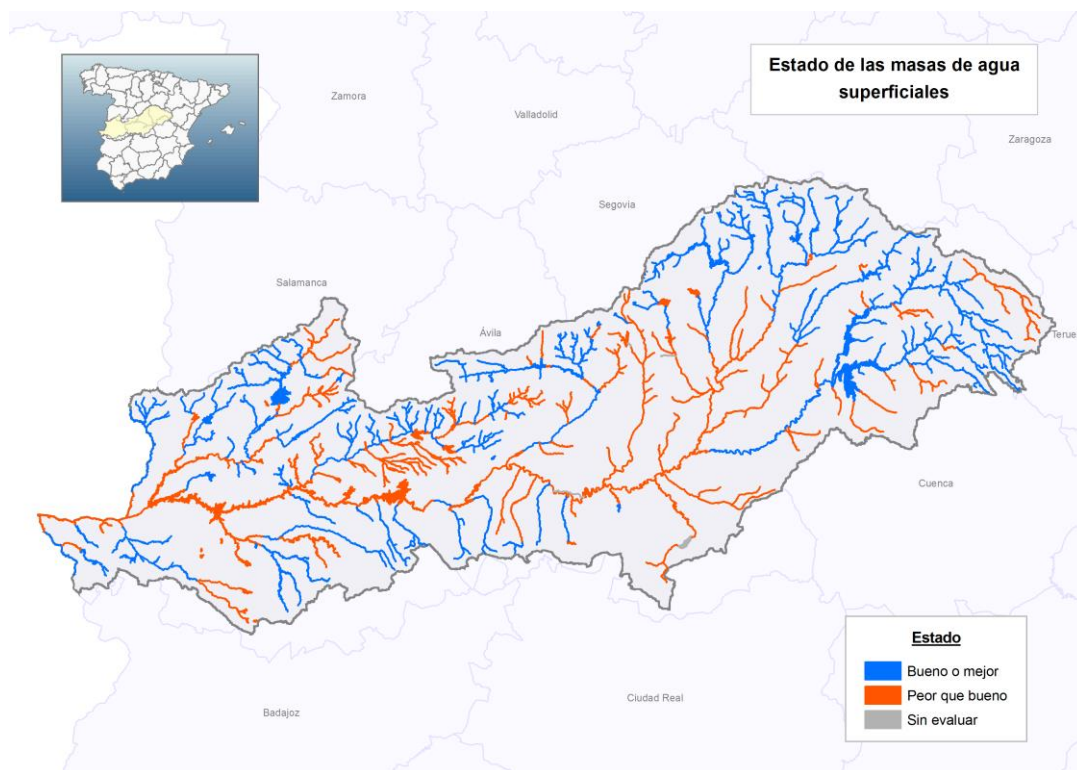 Estado de las masas de agua
superficiales
Zamora
Valladolid
Zaragoza
Segovia
Salamanca
Ávila
Terue
Cuenca
Ciudad Real
Badajoz
Estado
Bueno o mejor
Peor que bueno
Sin evaluar